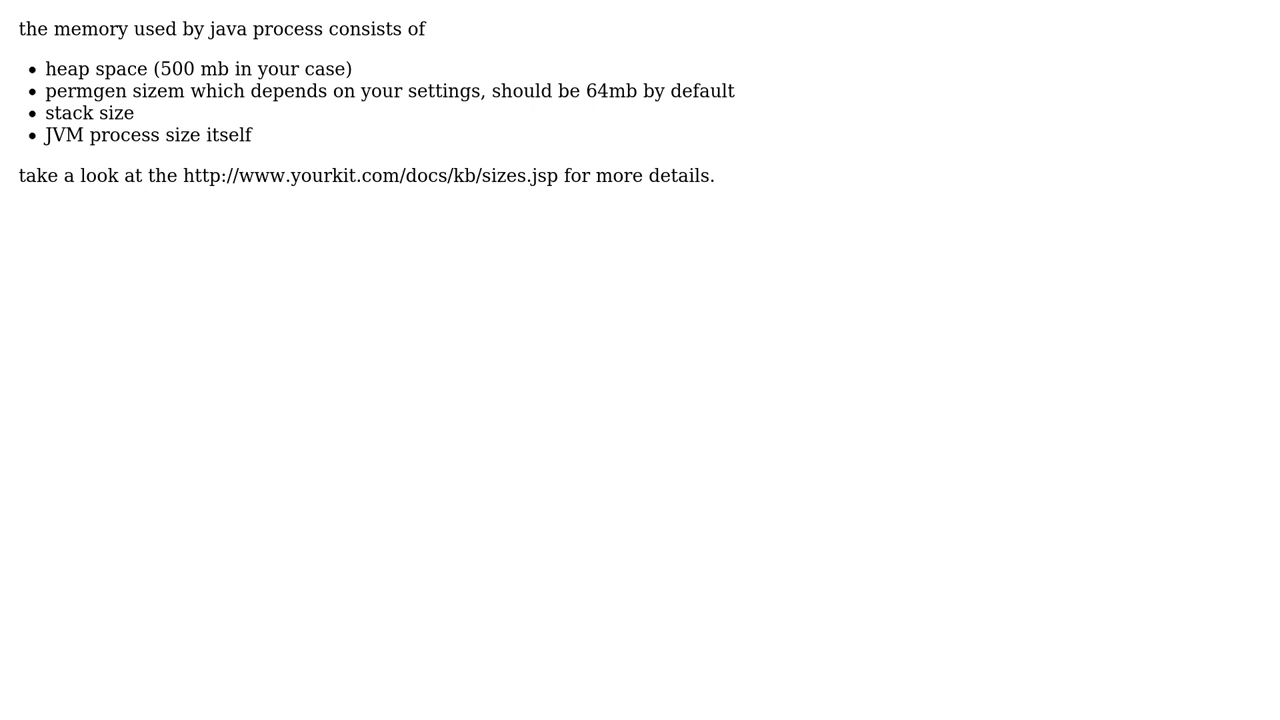 the memory used by java process consists of
• heap space (500 mb in your case)
• permgen sizem which depends on your settings, should be 64mb by default
• stack size
• JVM process size itself
take a look at the http://www.yourkit.com/docs/kb/sizes.jsp for more details.